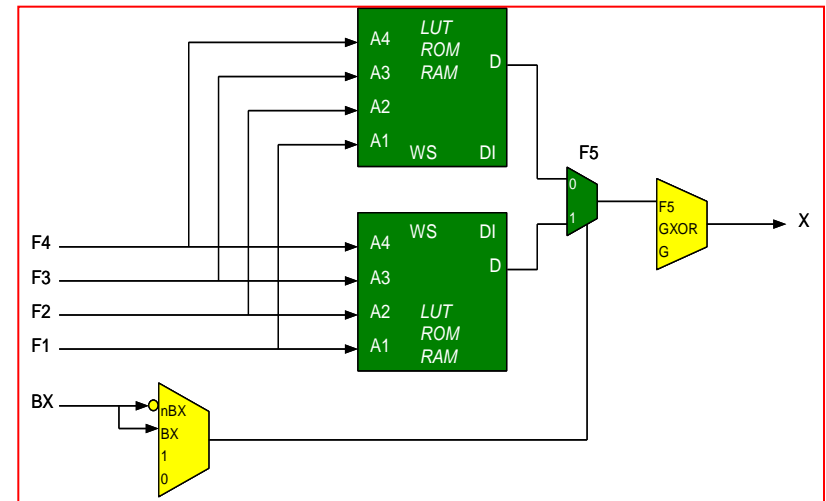 A4
A3
A2
A1
LUT
ROM
RAM
D
WS DI
F5
0
1
F5
GXOR
G
X
F4
F3
F2
F1
A4
A3
A2
A1
WS DI
D
LUT
ROM
RAM
BX
nBX
BX
1
0